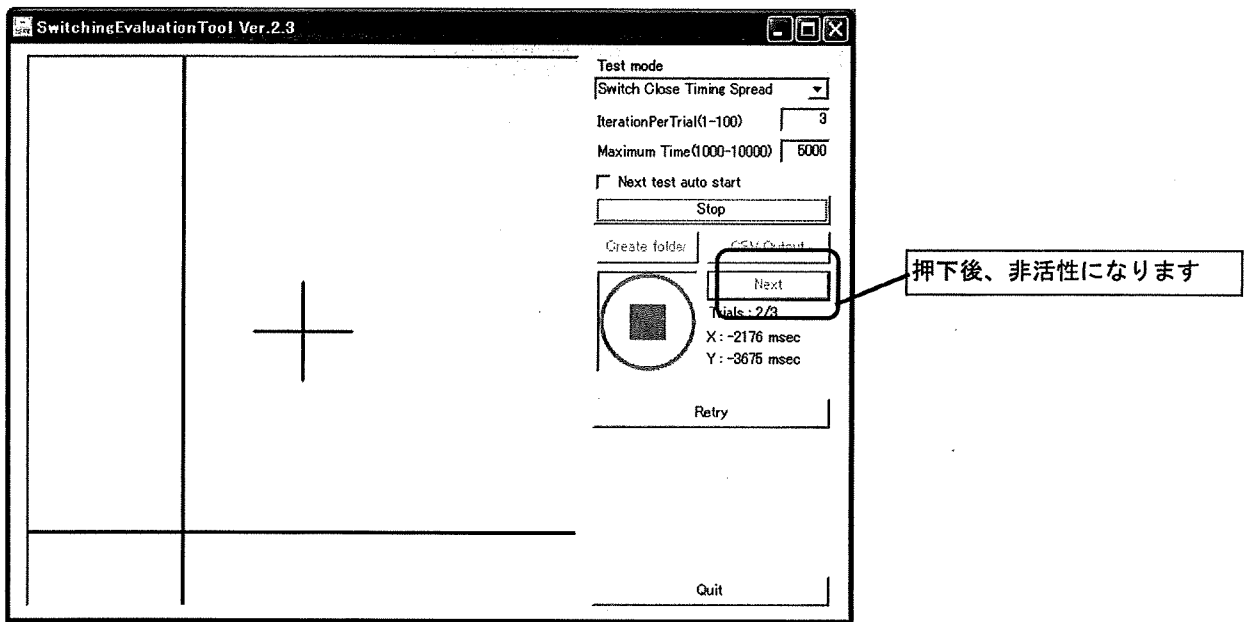 SwitchingEvaluationTool Ver.2.3
Test mode
Switch Close Timing Spread
IterationPerTrial(1-100) 3
Maximum Time(1000-10000) 5000
Next test auto start
Stop
Create folder CSV Output
Next
Trials : 2/3
X : -2176 msec
Y : -3675 msec
Retry
Quit
押下後、非活性になります